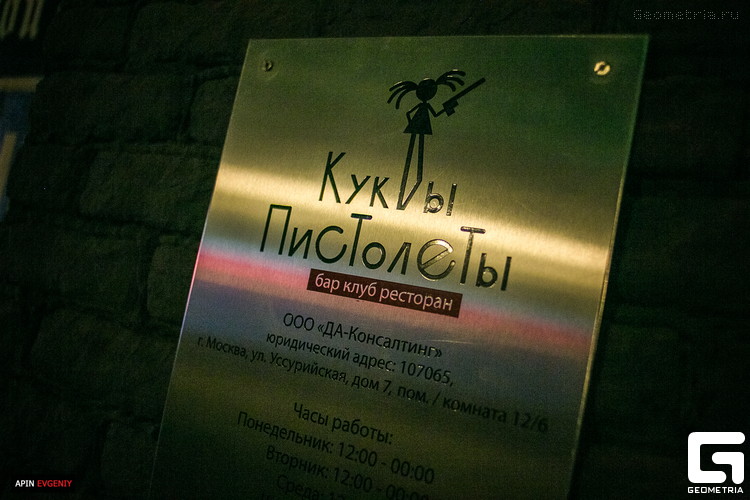 Geometria.ru
Куклы
Пистолеты
бар клуб ресторан
ООО «ДА-Консалтинг»
юридический адрес: 107065,
г. Москва, ул. Уссурийская, дом 7, пом. / комната 12/6
Часы работы:
Понедельник: 12:00 - 00:00
Вторник: 12:00 - 00:00
APIN EVGENIY
GEOMETRIA